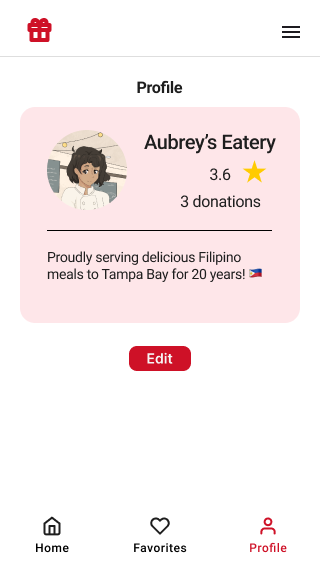 Profile
Aubrey’s Eatery
3.6
3 donations
Proudly serving delicious Filipino
meals to Tampa Bay for 20 years! 🇵🇭
Edit
Home
Favorites
Profile